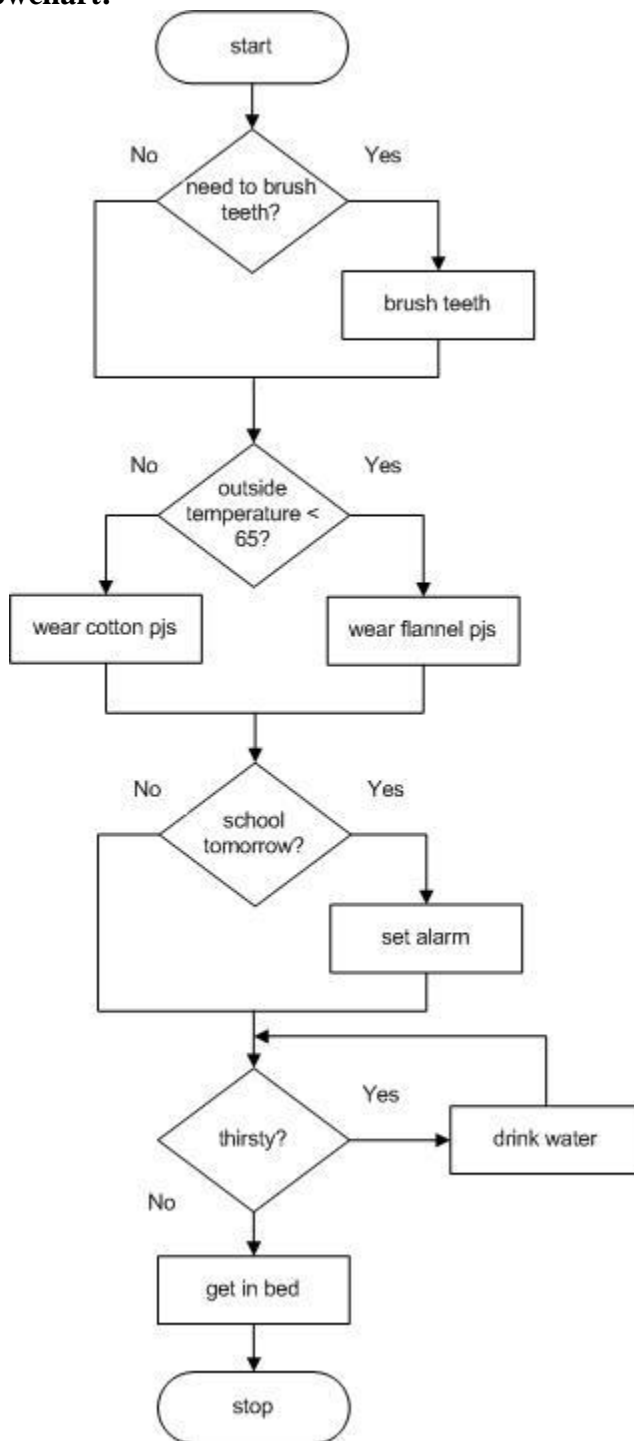 start
No
Yes
need to brush
teeth?
brush teeth
No
Yes
outside
temperature <
65?
wear cotton pjs
wear flannel pjs
No
Yes
school
tomorrow?
set alarm
Yes
thirsty?
drink water
No
get in bed
stop